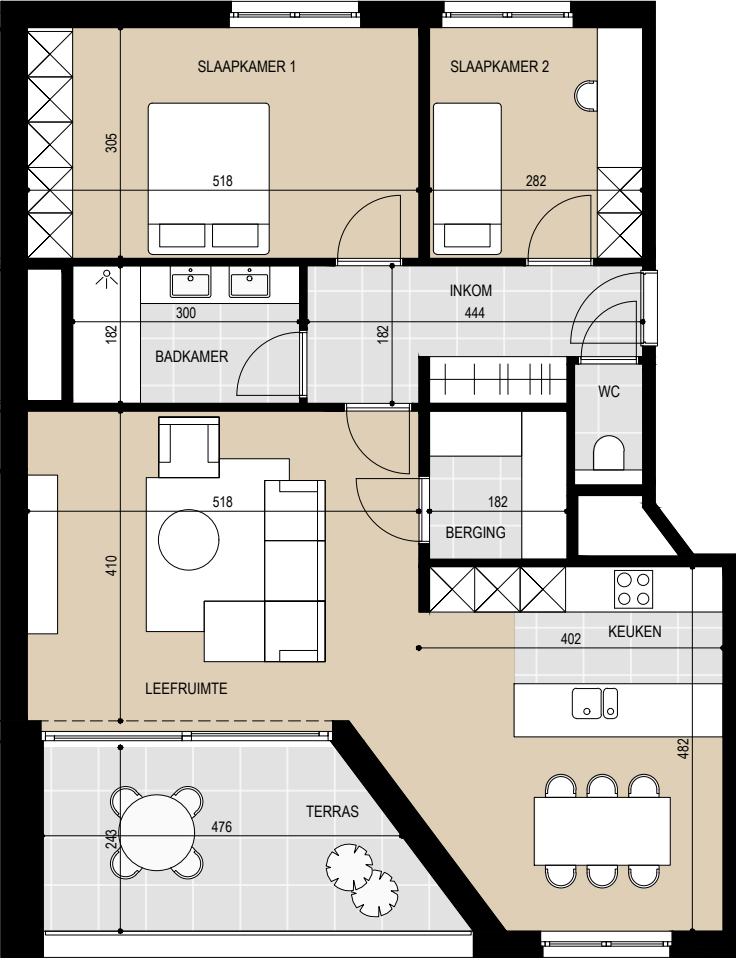 SLAAPKAMER 1
SLAAPKAMER 2
305
518
282
INKOM
300
444
182
182
BADKAMER
WC
518
182
BERGING
410
KEUKEN
402
LEEFRUIMTE
482
TERRAS
476
243